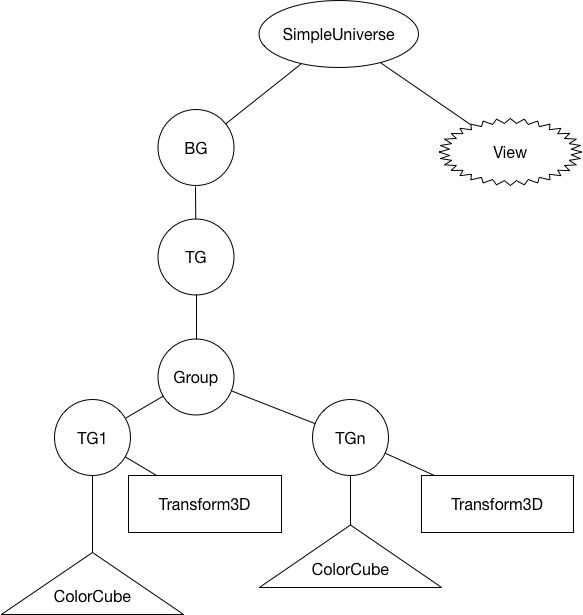 SimpleUniverse
BG
View
TG
Group
TG1
TGn
Transform3D
Transform3D
ColorCube
ColorCube